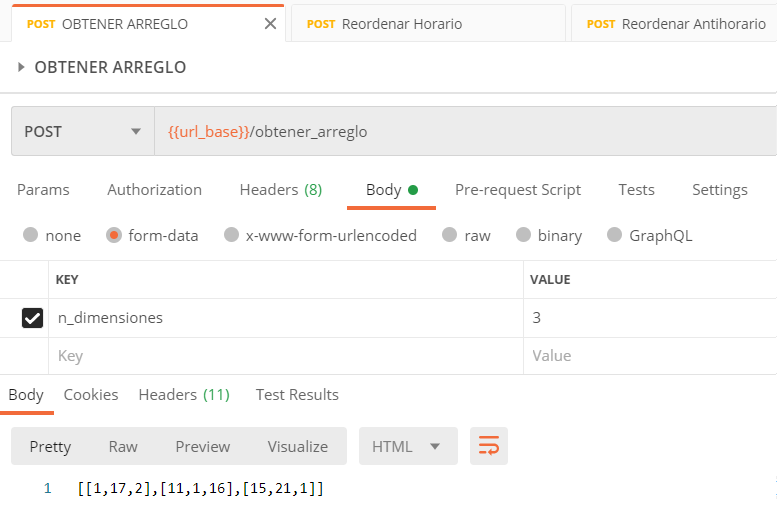 POST OBTENER ARREGLO
POST Reordenar Horario
POST Reordenar Antihorario
OBTENER ARREGLO
POST {{url_base}}/obtener_arreglo
Params Authorization Headers (8) Body Pre-request Script Tests Settings
none form-data x-www-form-urlencoded raw binary GraphQL
KEY VALUE
n_dimensiones 3
Key Value
Body Cookies Headers (11) Test Results
Pretty Raw Preview Visualize HTML
1 [[1,17,2],[11,1,16],[15,21,1]]